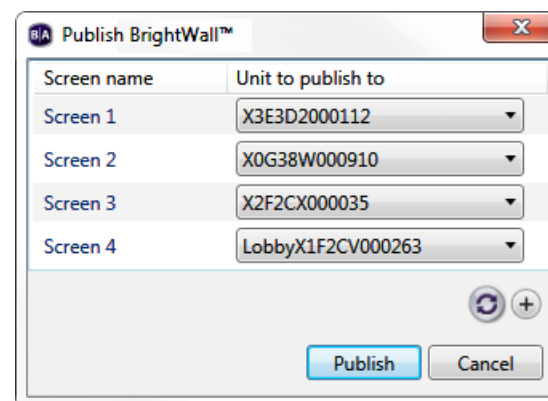 B|A Publish BrightWall™
Screen name Unit to publish to
Screen 1 X3E3D2000112
Screen 2 X0G38W000910
Screen 3 X2F2CX000035
Screen 4 LobbyX1F2CV000263
Publish Cancel